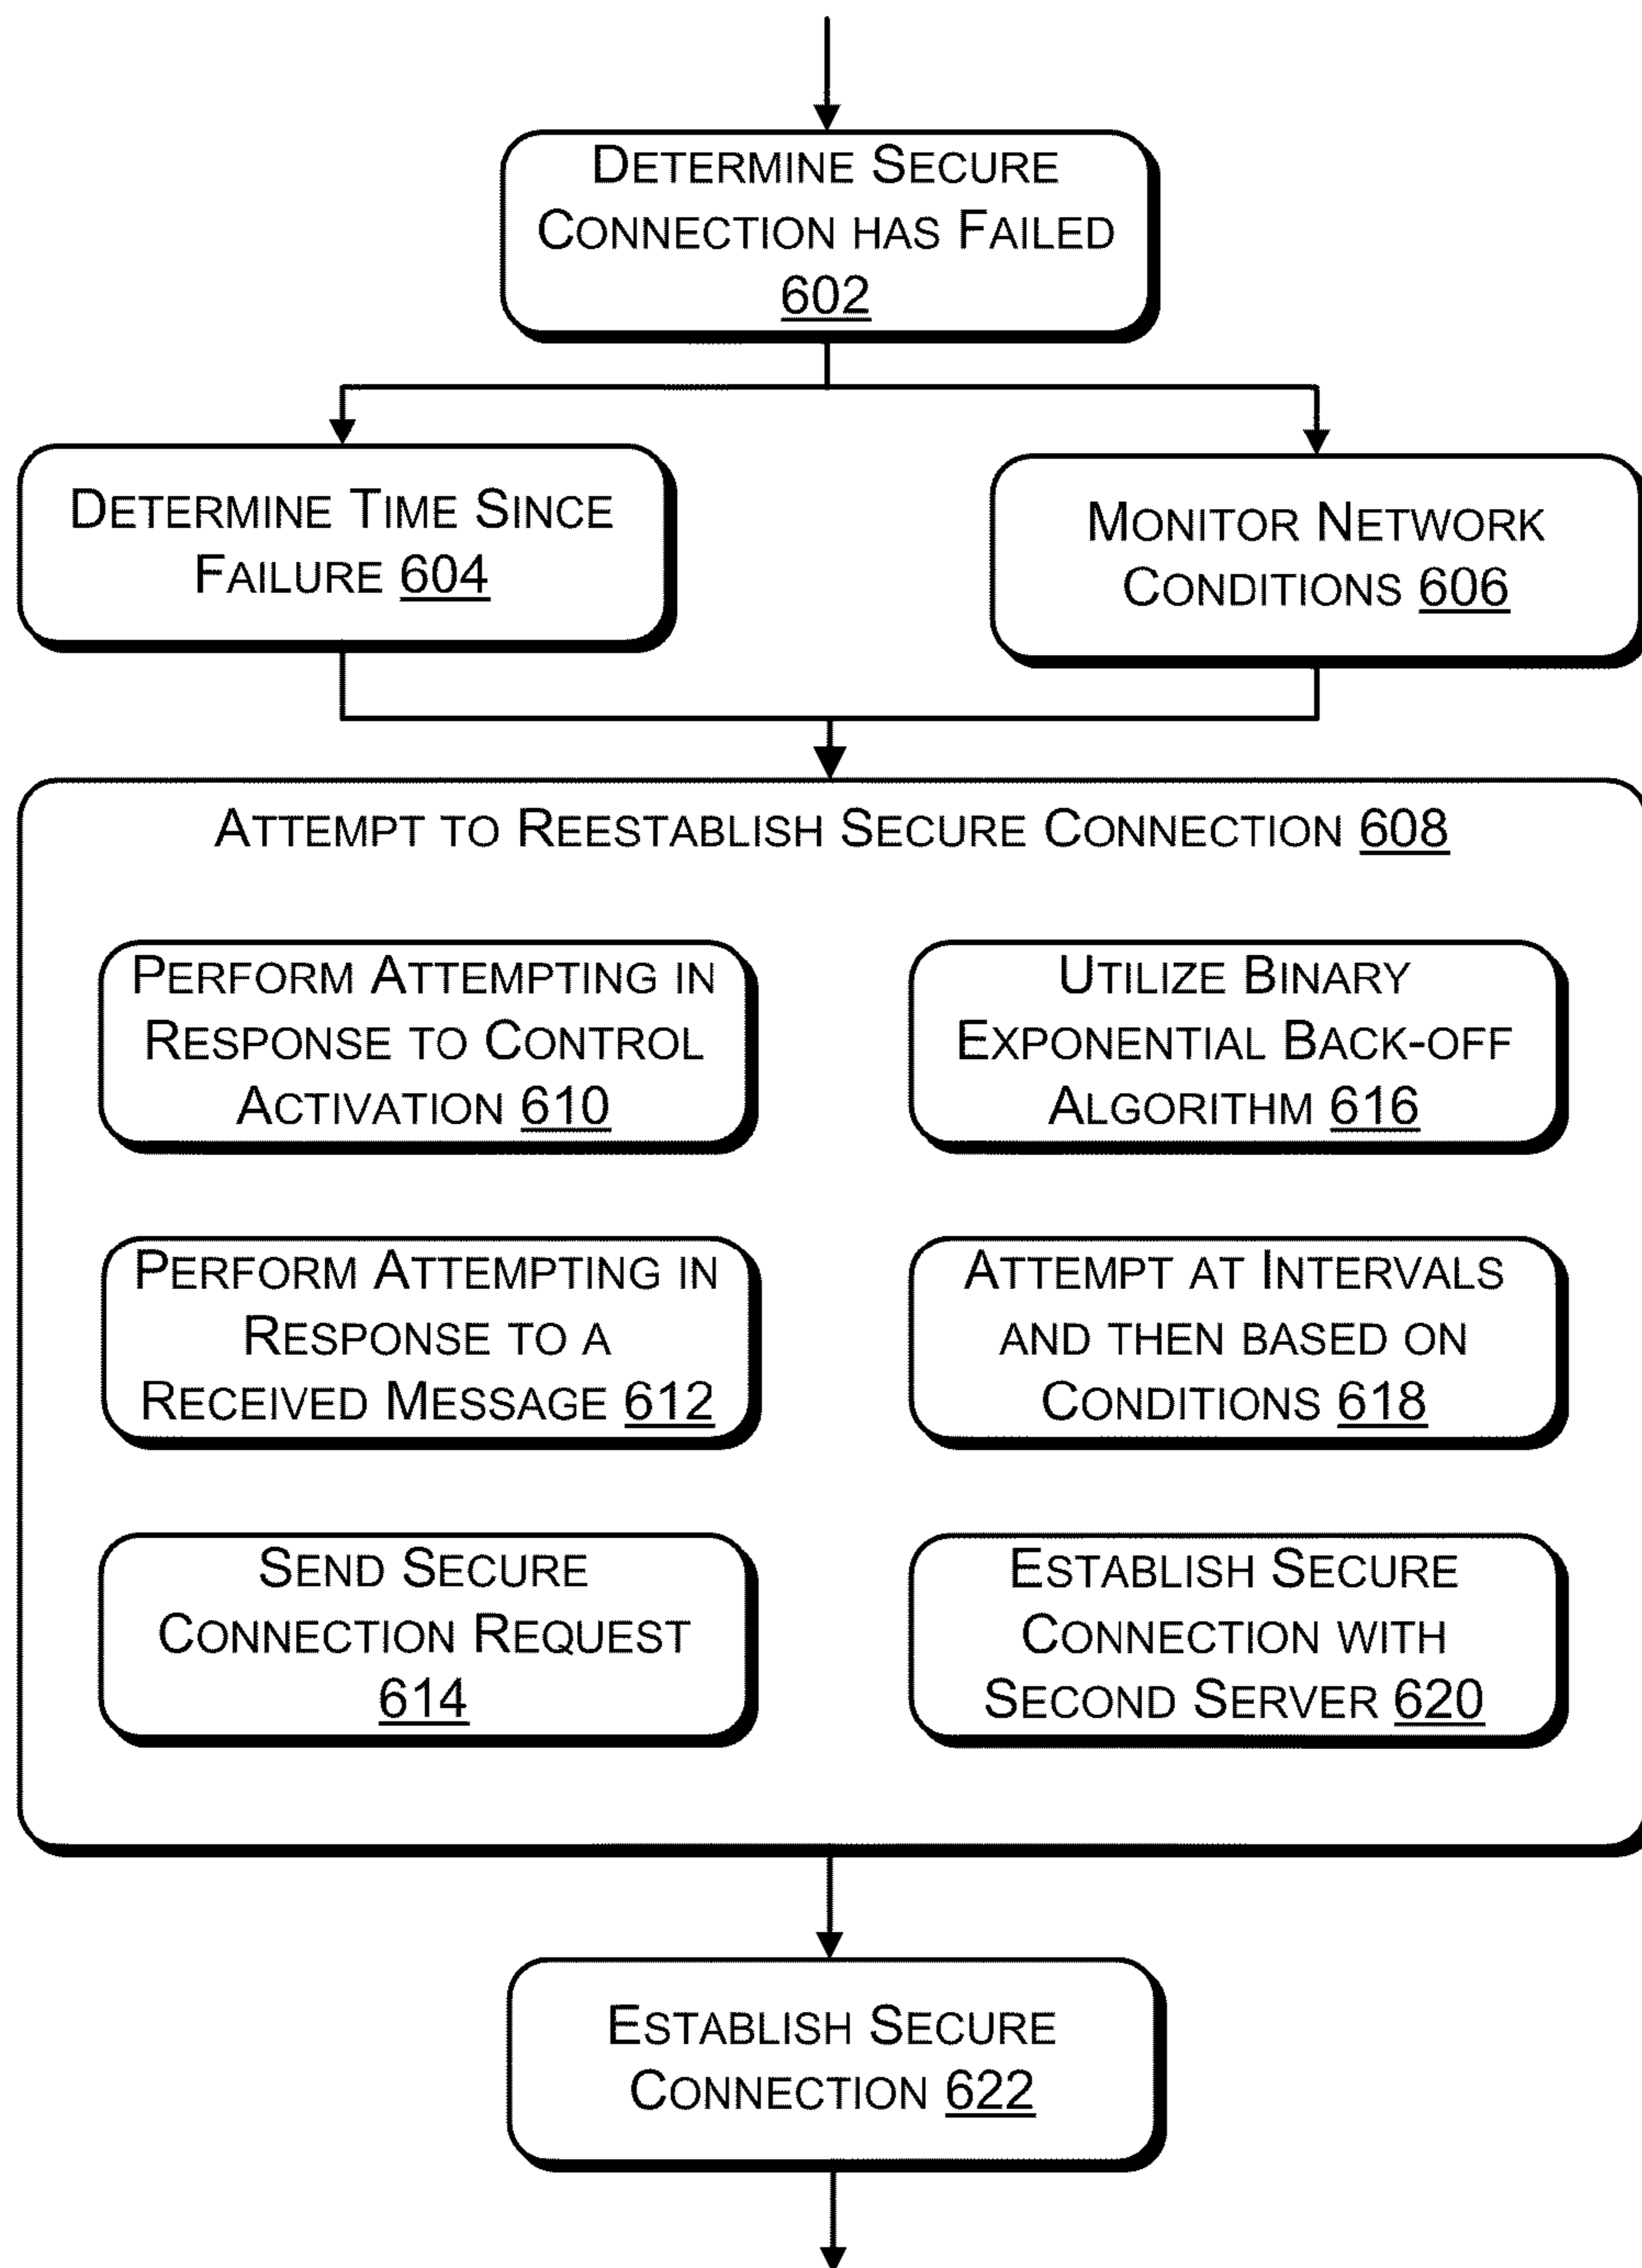 DETERMINE SECURE
CONNECTION HAS FAILED
602
DETERMINE TIME SINCE
FAILURE 604
MONITOR NETWORK
CONDITIONS 606
ATTEMPT TO REESTABLISH SECURE CONNECTION 608
PERFORM ATTEMPTING IN
RESPONSE TO CONTROL
ACTIVATION 610
PERFORM ATTEMPTING IN
RESPONSE TO A
RECEIVED MESSAGE 612
SEND SECURE
CONNECTION REQUEST
614
UTILIZE BINARY
EXPONENTIAL BACK-OFF
ALGORITHM 616
ATTEMPT AT INTERVALS
AND THEN BASED ON
CONDITIONS 618
ESTABLISH SECURE
CONNECTION WITH
SECOND SERVER 620
ESTABLISH SECURE
CONNECTION 622